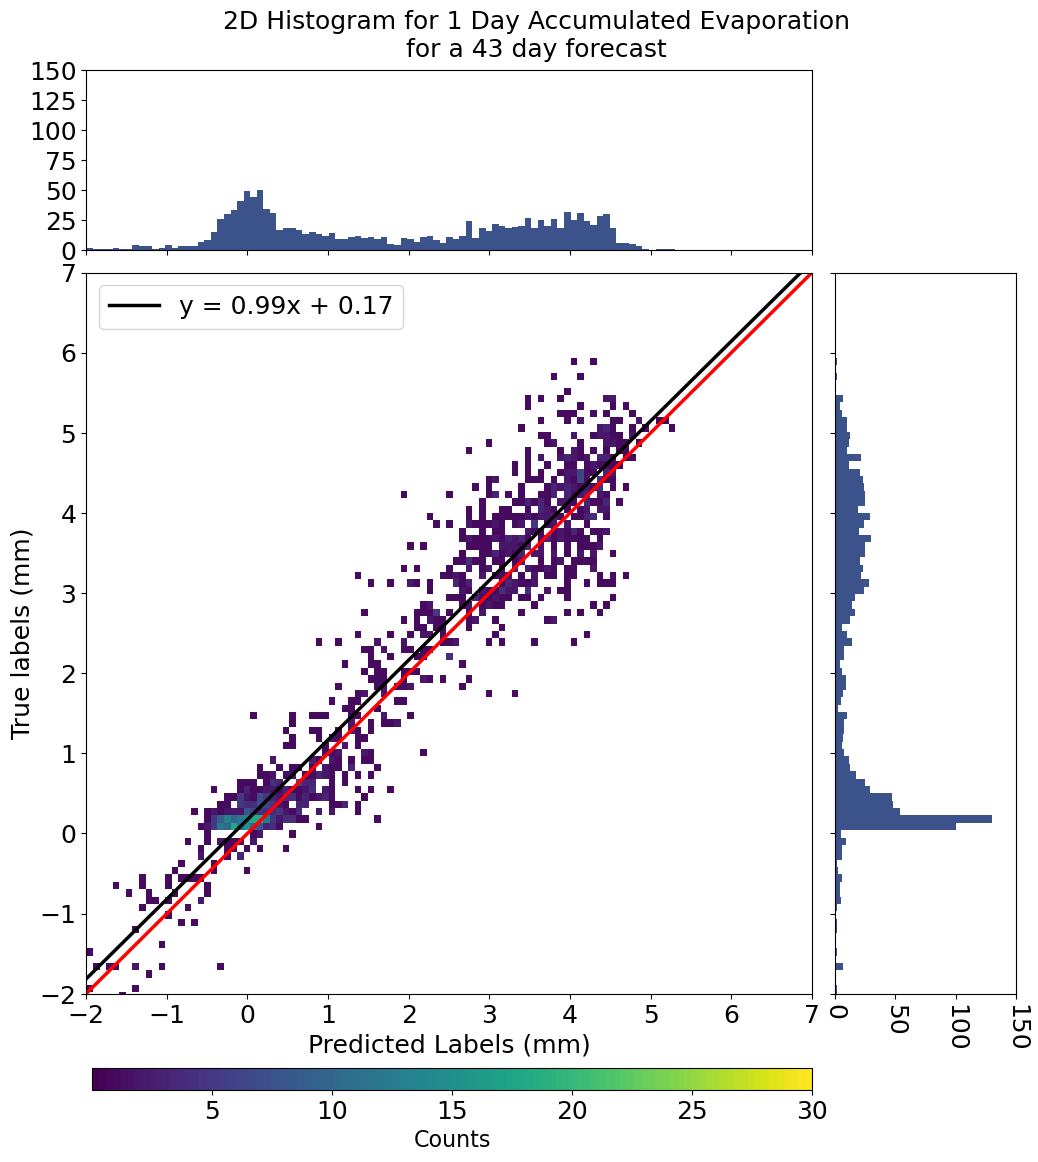 2D Histogram for 1 Day Accumulated Evaporation
for a 43 day forecast
150
125
100
75
50
25
0
7
6
5
4
3
2
1
0
−1
−2
True labels (mm)
y = 0.99x + 0.17
−2 −1 0 1 2 3 4 5 6 7
Predicted Labels (mm)
0 50 100 150
5 10 15 20 25 30
Counts